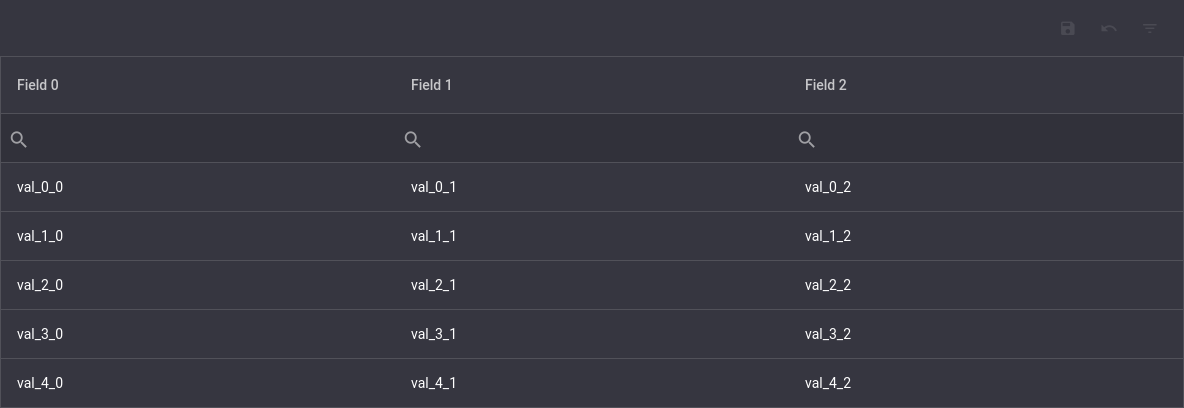 Field 0 Field 1 Field 2
val_0_0 val_0_1 val_0_2
val_1_0 val_1_1 val_1_2
val_2_0 val_2_1 val_2_2
val_3_0 val_3_1 val_3_2
val_4_0 val_4_1 val_4_2